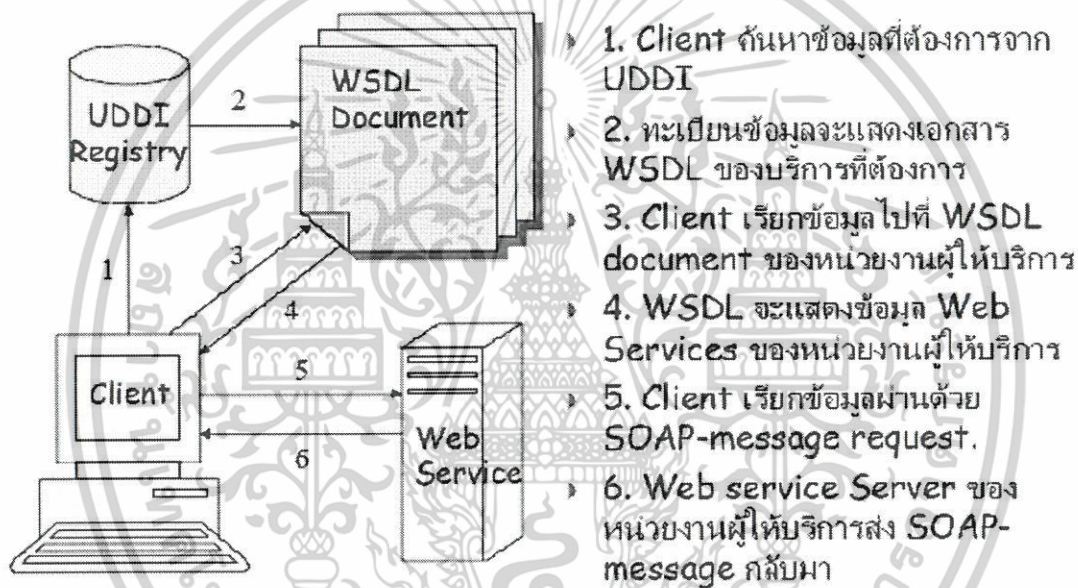 UDDI
Registry
2
WSDL
Document
1
3
4
Client
5
6
Web
Service
1. Client ค้นหาข้อมูลที่ต้องการจาก
UDDI
2. ทะเบียนข้อมูลจะแสดงเอกสาร
WSDL ของบริการที่ต้องการ
3. Client เรียกข้อมูลไปที่ WSDL
document ของหน่วยงานผู้ให้บริการ
4. WSDL จะแสดงข้อมูล Web
Services ของหน่วยงานผู้ให้บริการ
5. Client เรียกข้อมูลผ่านด้วย
SOAP-message request.
6. Web service Server ของ
หน่วยงานผู้ให้บริการส่ง SOAP-
message กลับมา